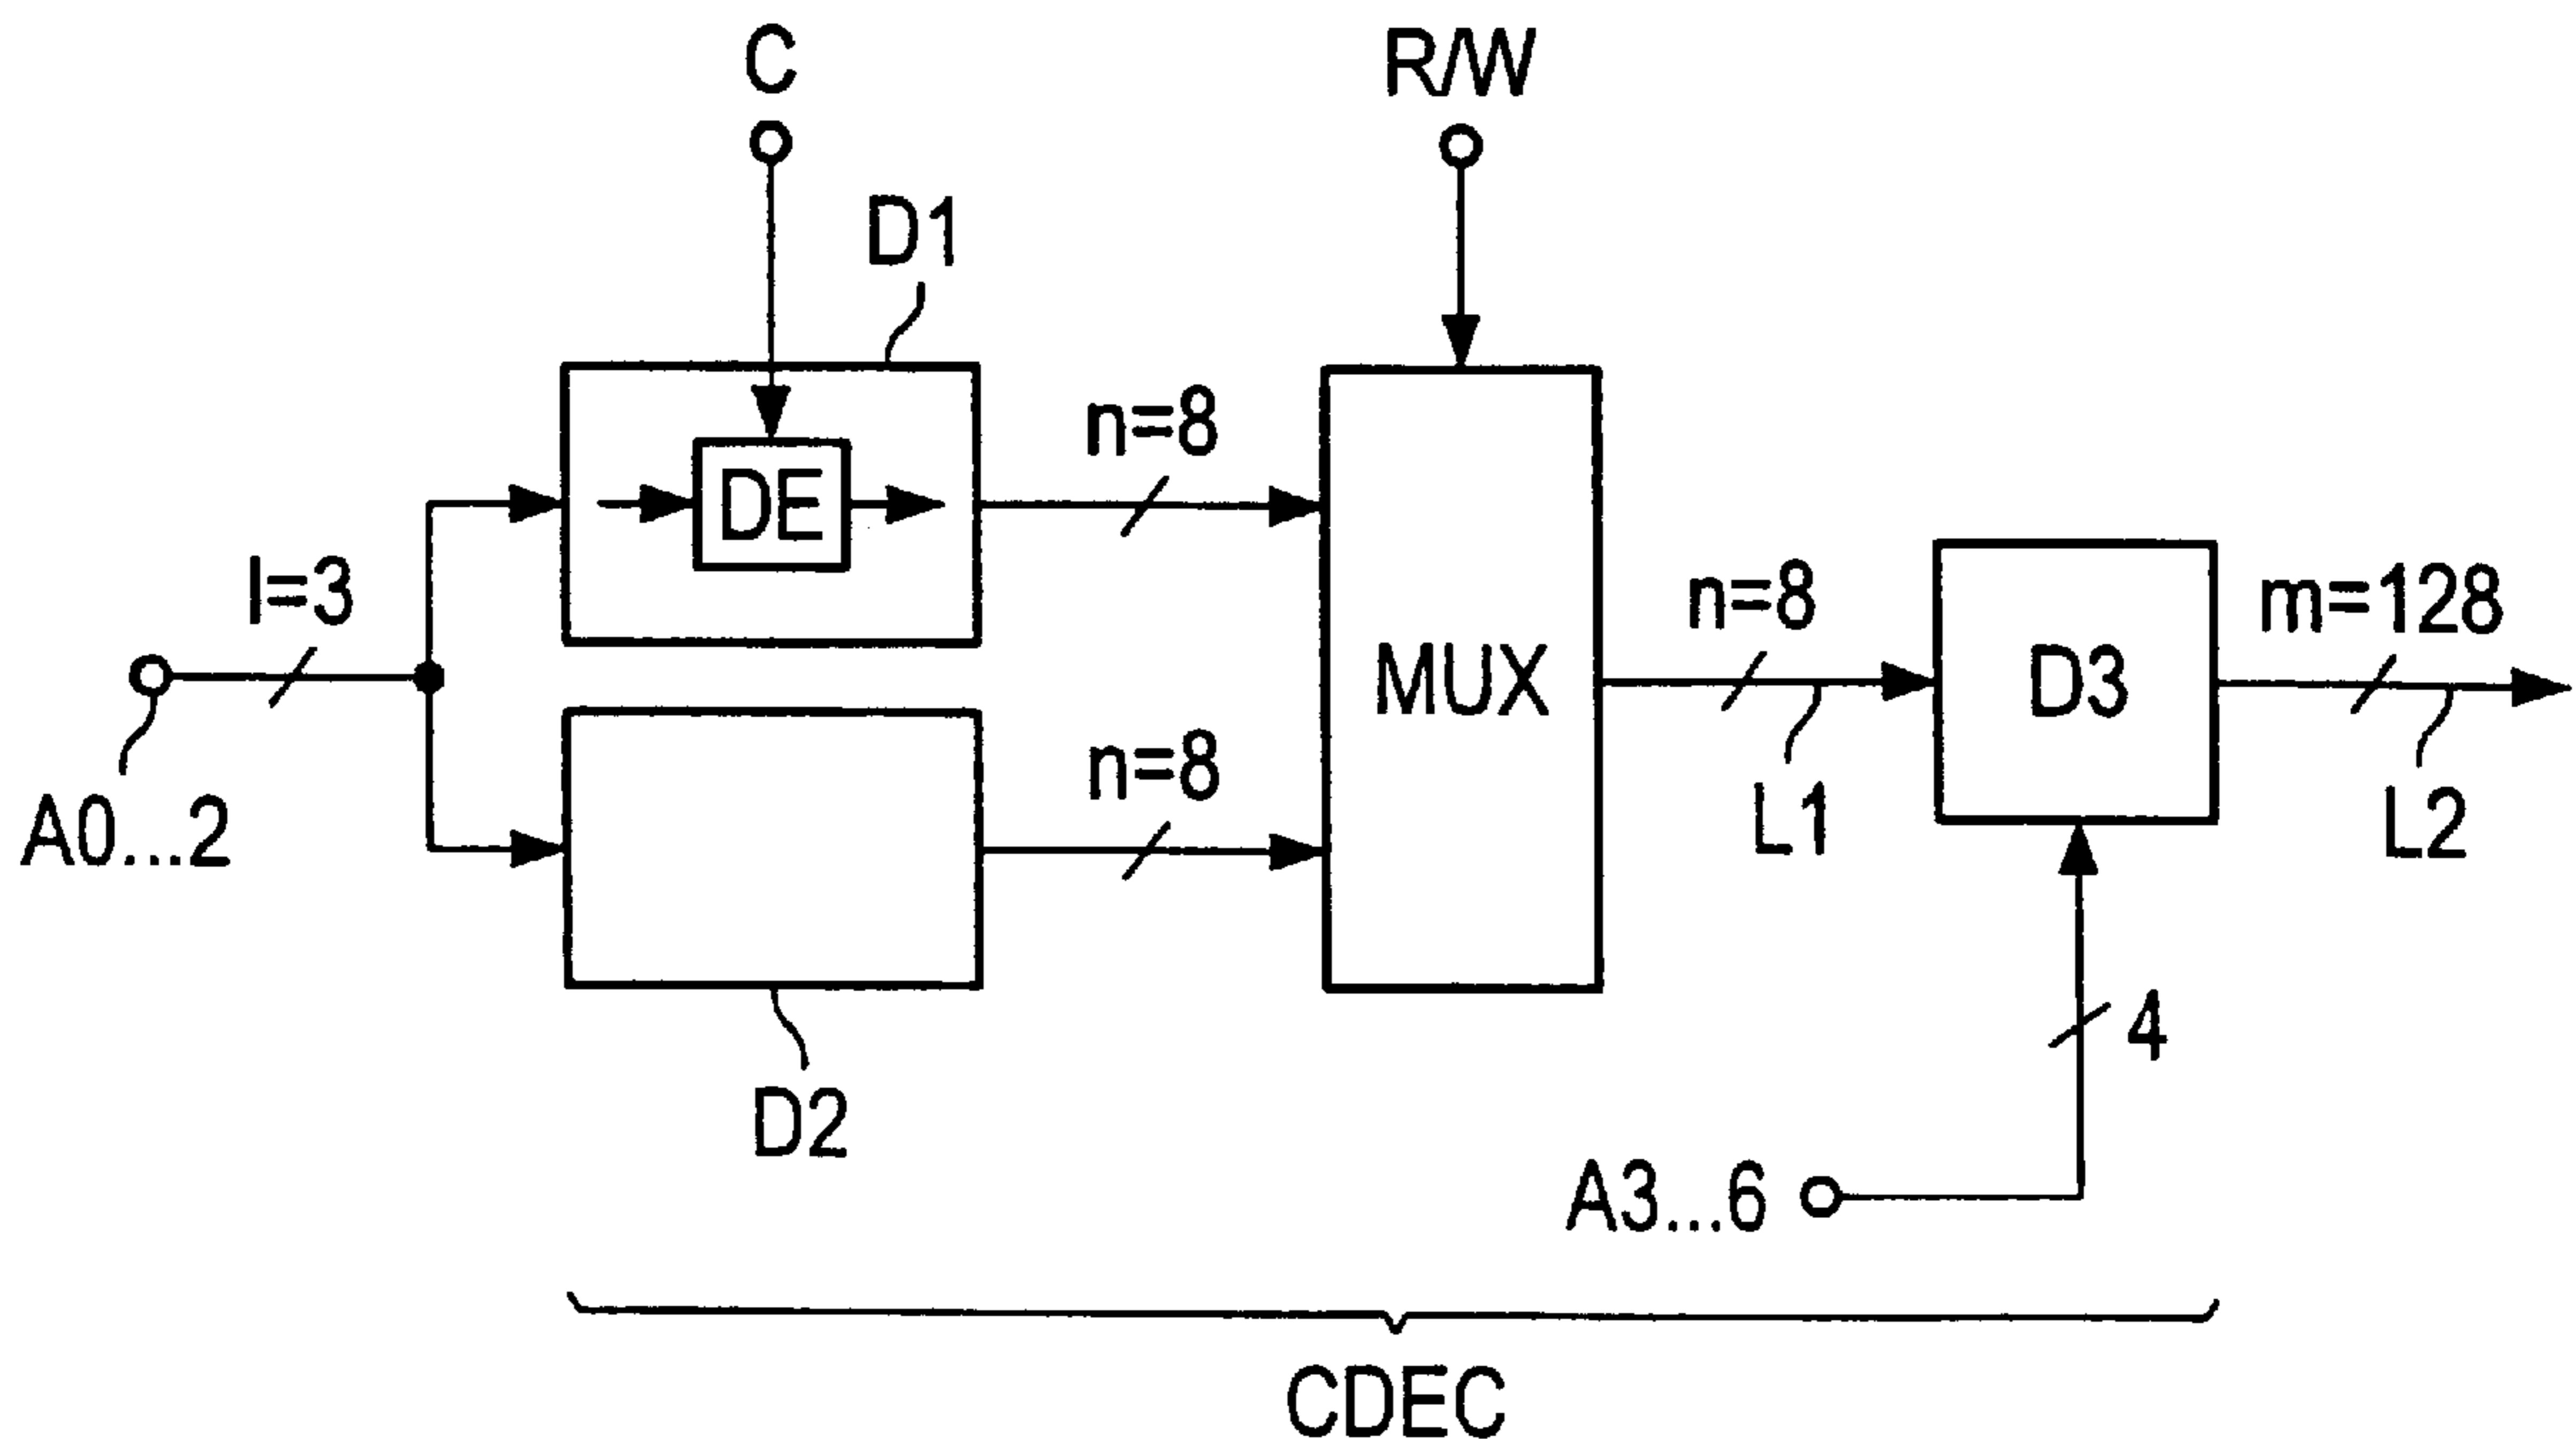 C
R/W
D1
n=8
DE
l=3
n=8
m=128
MUX
D3
n=8
A0...2
L1
L2
4
D2
A3...6
CDEC